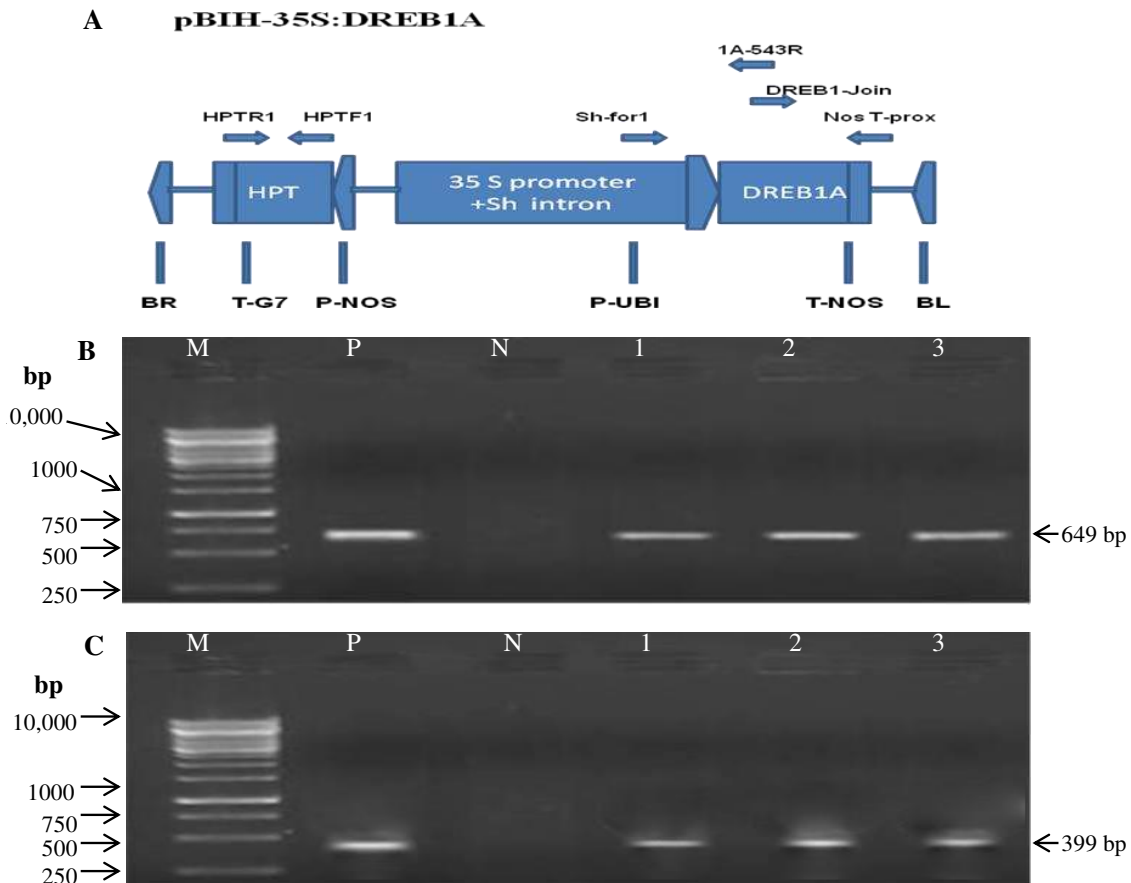 A pBIH-35S:DREB1A
1A-543R
DREB1-Join
HPTR1 HPTF1 Sh-for1 Nos T-prox
HPT 35 S promoter DREB1A
+Sh intron
BR T-G7 P-NOS P-UBI T-NOS BL
B M P N 1 2 3
bp
0,000
1000
750
500
250
649 bp
C M P N 1 2 3
bp
10,000
1000
750
500
250
399 bp